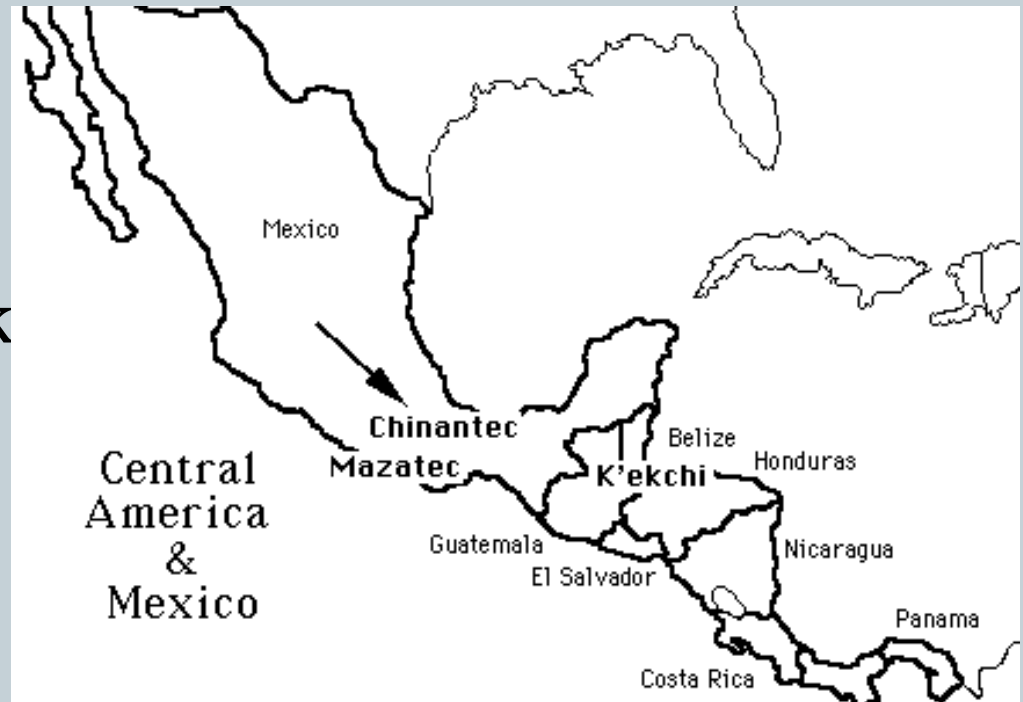 Mexico
k
Chinantec
Mazatec
Belize
K'ekchi
Honduras
Central
America
&
Mexico
Guatemala
El Salvador
Nicaragua
Panama
Costa Rica